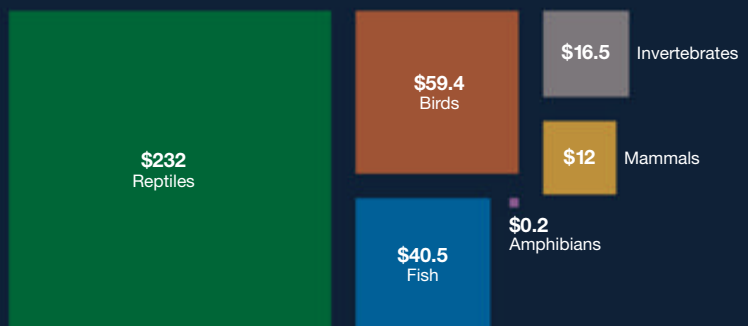 $232
Reptiles
$59.4
Birds
$40.5
Fish
$16.5 Invertebrates
$12 Mammals
$0.2
Amphibians